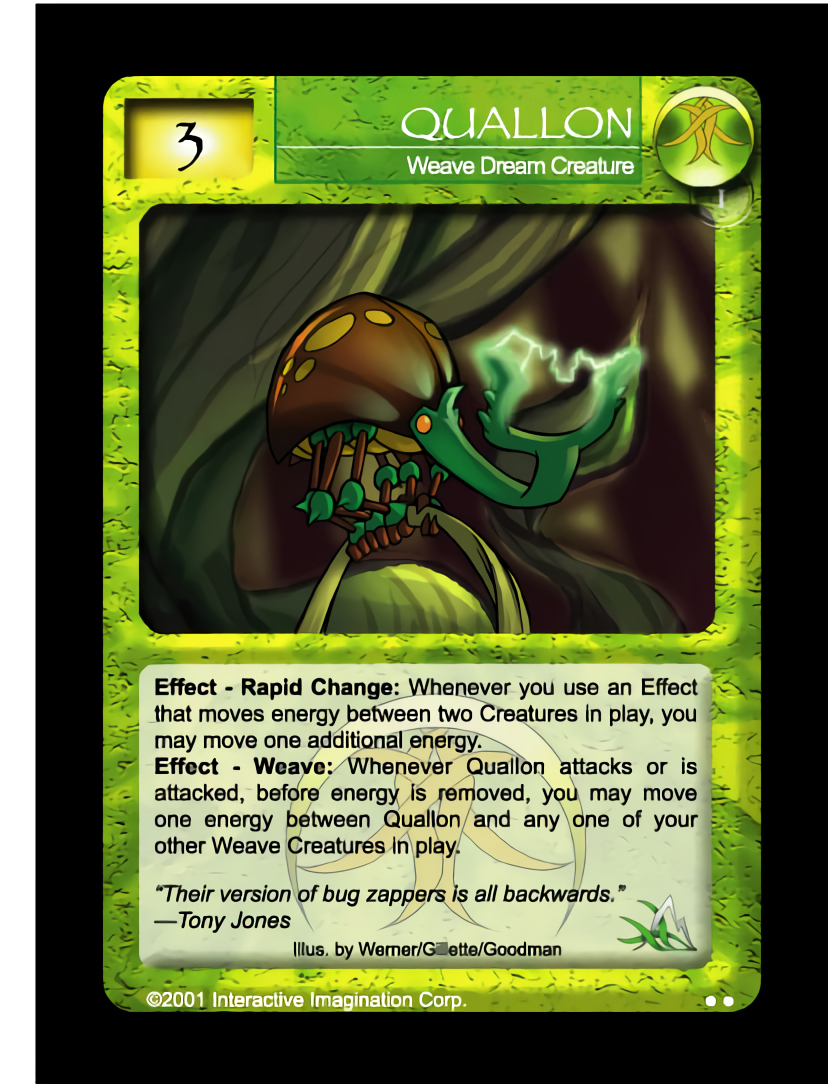 3
QUALLON
Weave Dream Creature
1
Effect - Rapid Change: Whenever you use an Effect
that moves energy between two Creatures in play, you
may move one additional energy.
Effect - Weave: Whenever Quallon attacks or is
attacked, before energy is removed, you may move
one energy between Quallon and any one of your
other Weave Creatures in play.
“Their version of bug zappers is all backwards.”
—Tony Jones
Illus. by
©2001 Interactive Imagination Corp.